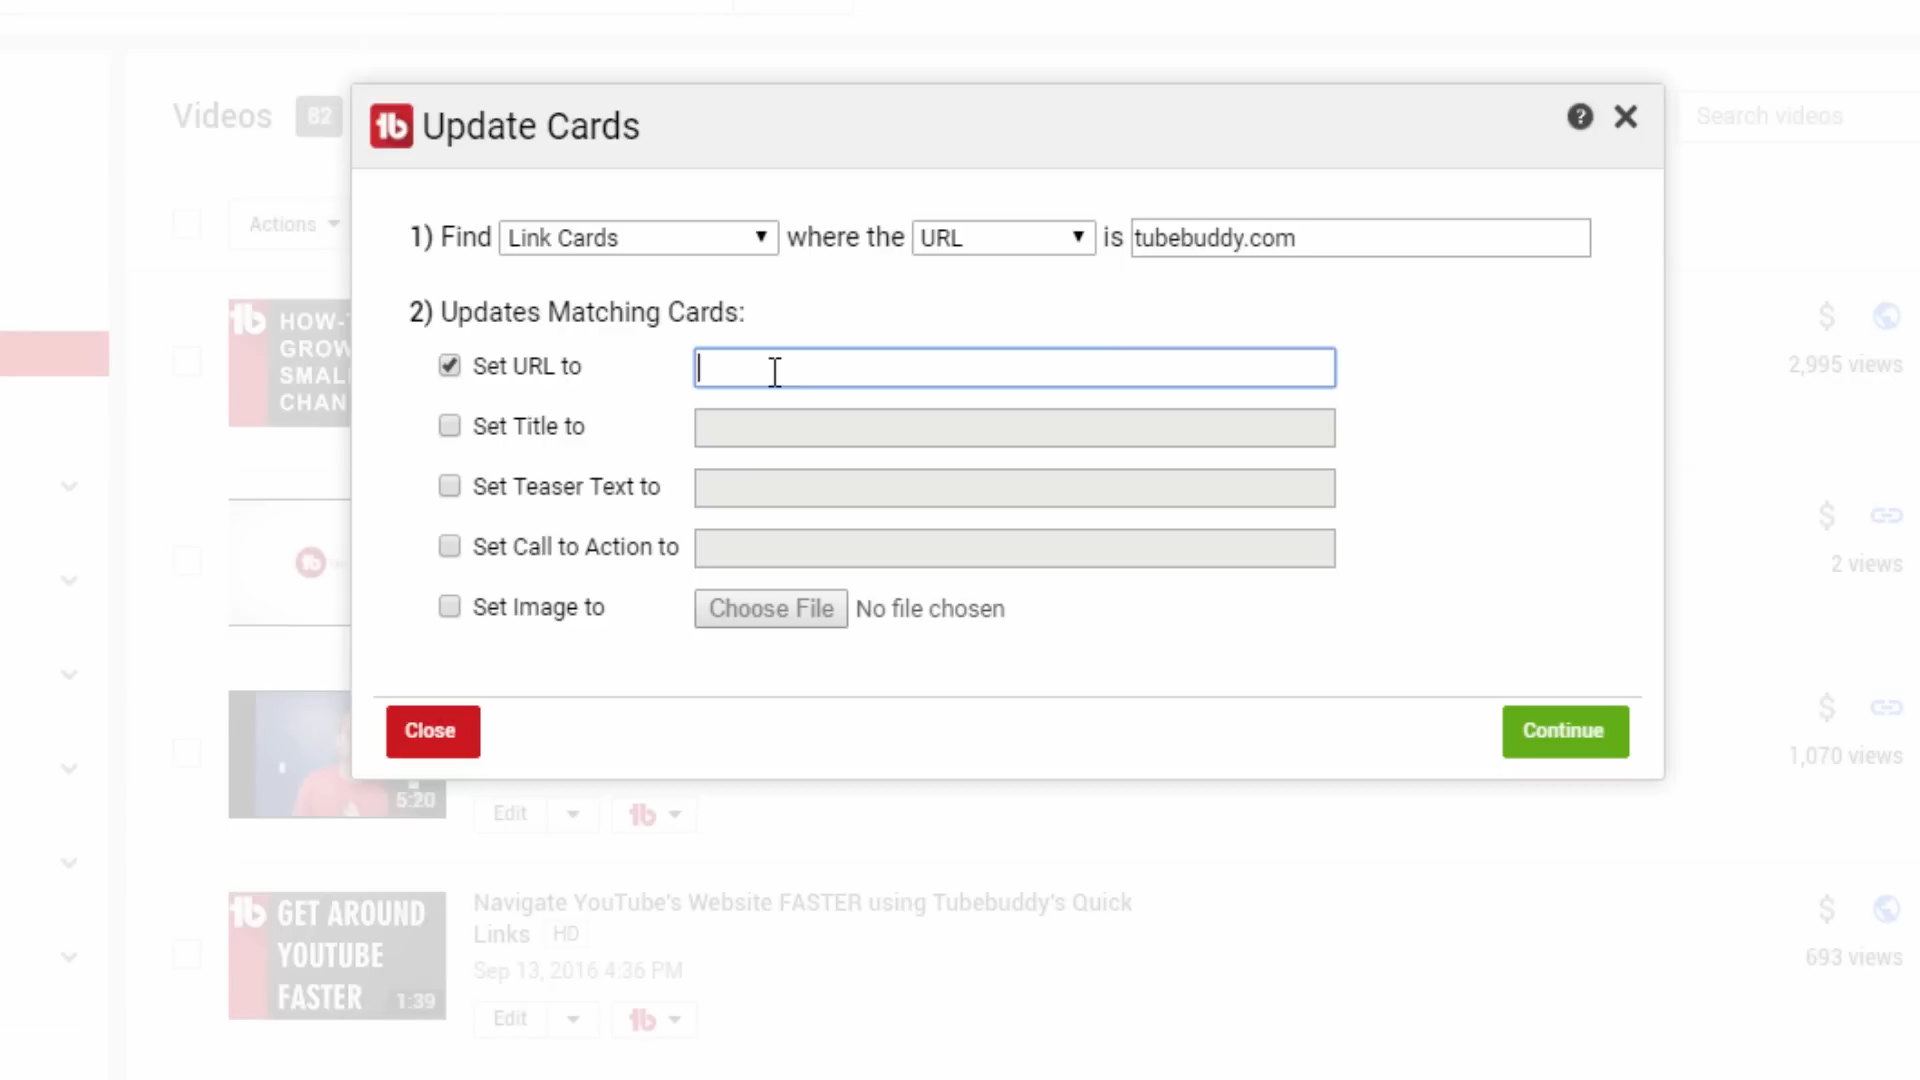 Videos 82
Update Cards
?
Search videos
Actions
1) Find Link Cards where the URL is tubebuddy.com
2) Updates Matching Cards:
Set URL to
Set Title to
Set Teaser Text to
Set Call to Action to
Set Image to Choose File No file chosen
Close Continue
HOW-
GROW
SMAL
CHAN
$
2,995 views
$
2 views
5:20
$
1,070 views
Edit
GET AROUND
YOUTUBE
FASTER
1:39
Navigate YouTube's Website FASTER using Tubebuddy's Quick
Links HD
Sep 13, 2016 4:36 PM
Edit
$
693 views